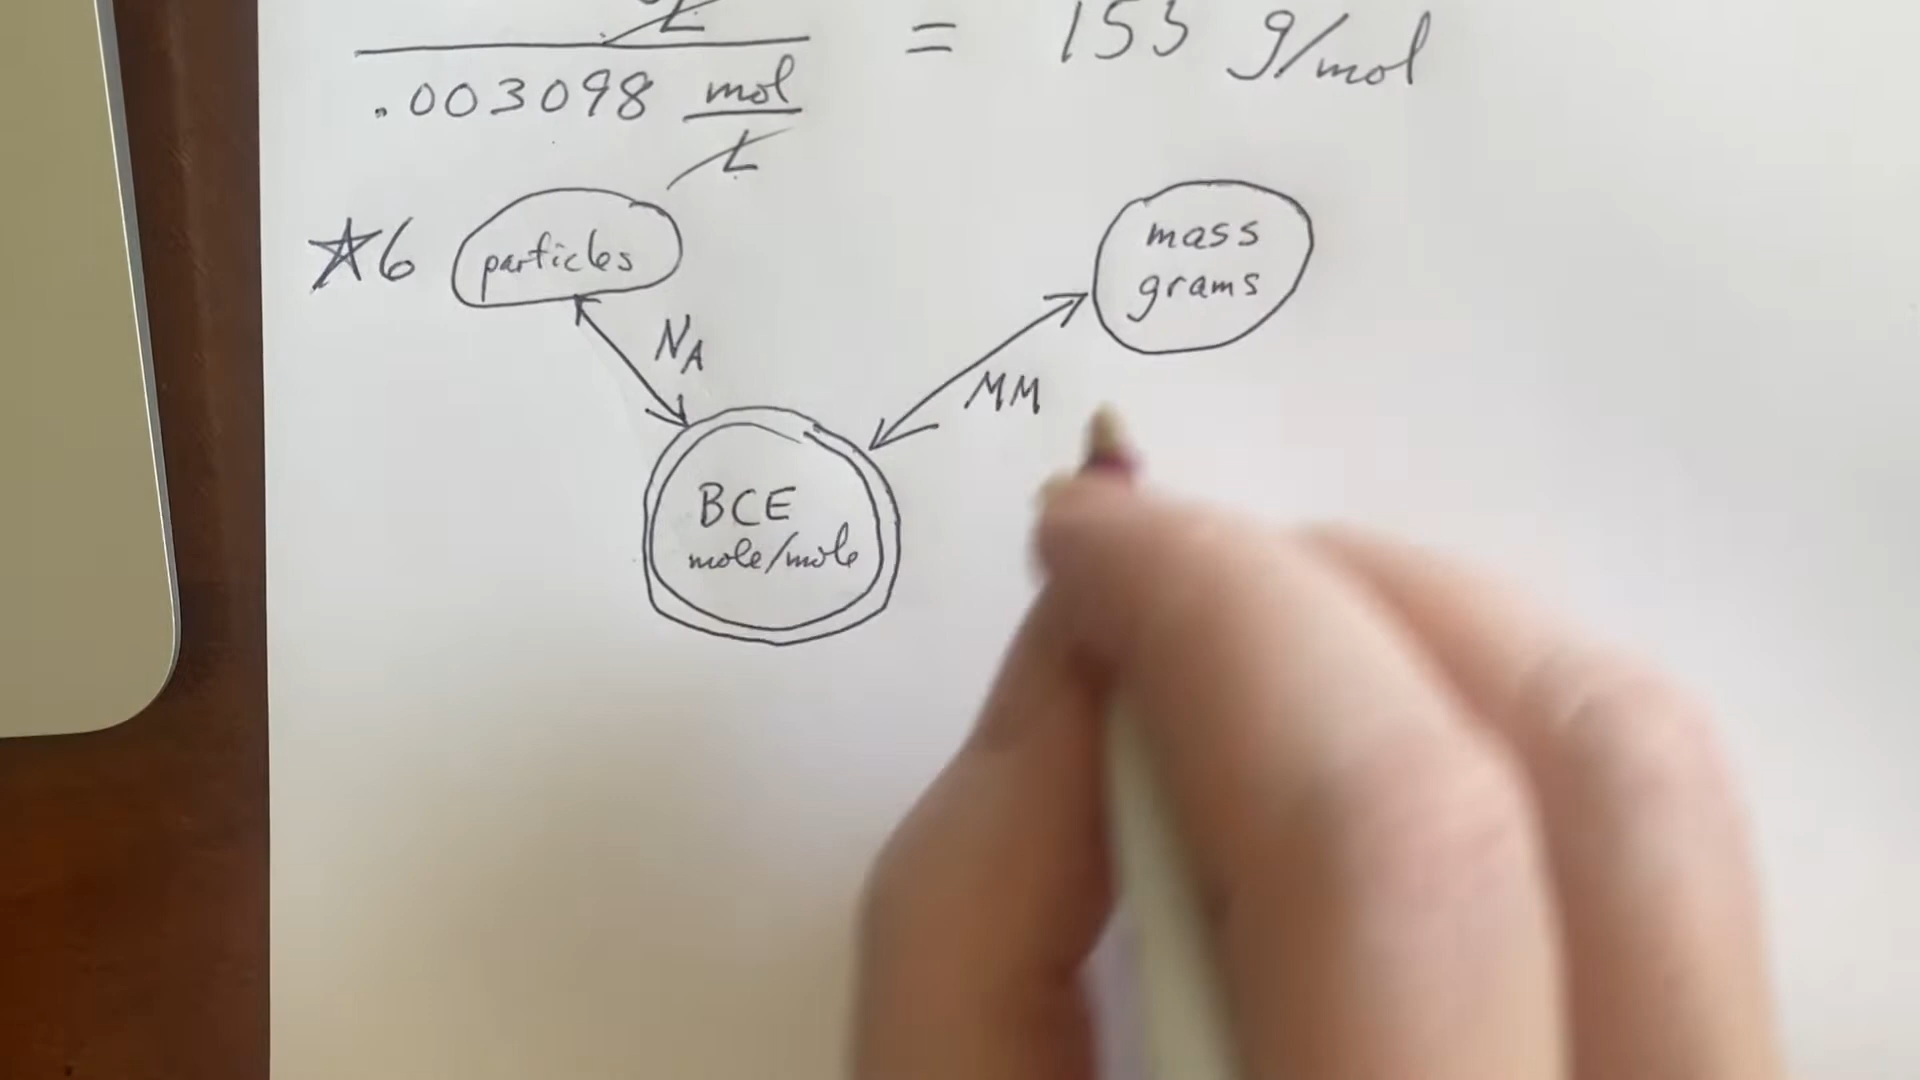 L
= 153 g/mol
.003098 mol
L
☆6 particles
mass
grams
NA
MM
BCE
mole/mole